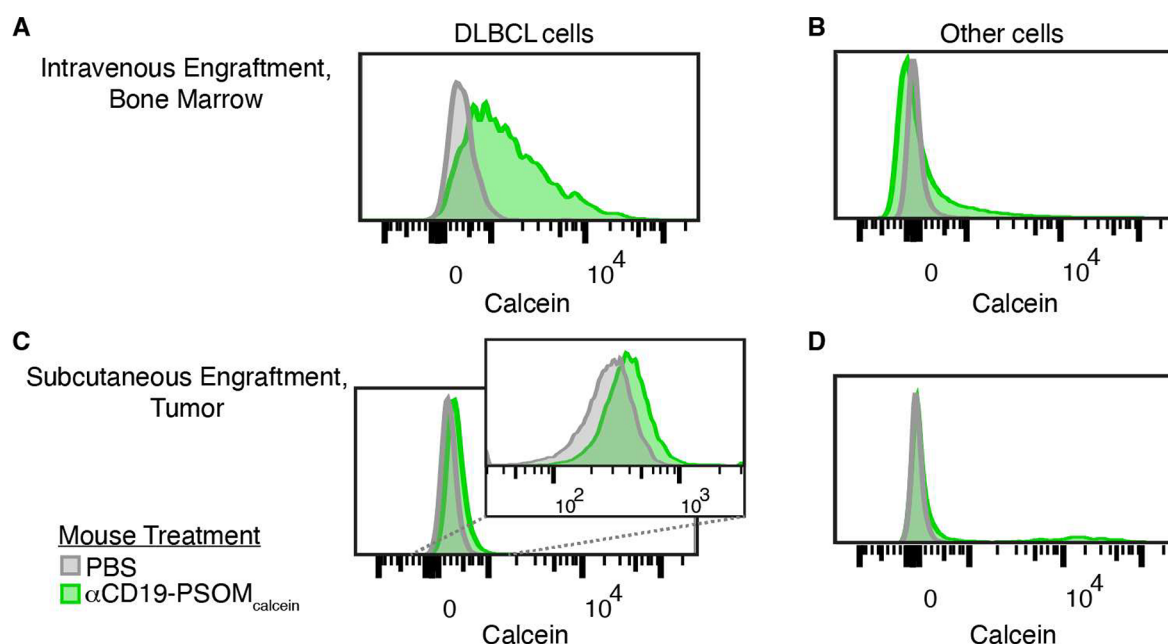 A
DLBCL cells
B
Other cells
Intravenous Engraftment,
Bone Marrow
0
10^4
Calcein
0
10^4
Calcein
C
D
Subcutaneous Engraftment,
Tumor
10^2
10^3
Mouse Treatment
PBS
αCD19-PSOM_calcein
0
10^4
Calcein
0
10^4
Calcein